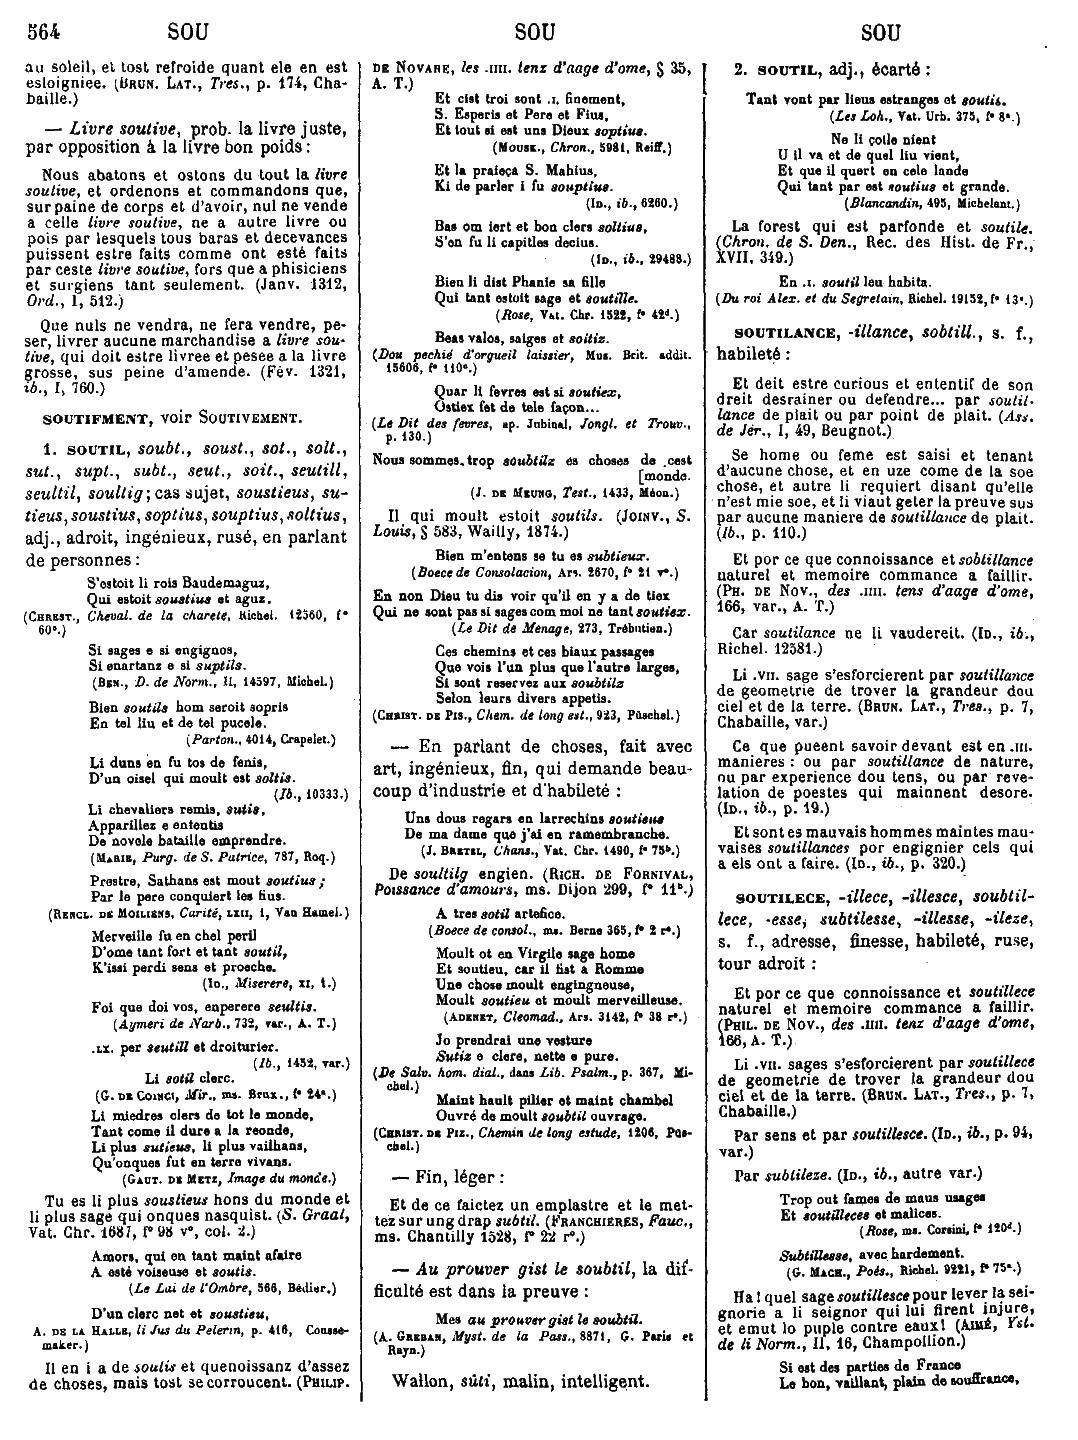 564 SOU SOU SOU
au soleil, et tost refroide quant ele en est
esloigniee. (BRUN. LAT., Tres., p. 174, Cha-
baille.)
— Livre soutive, prob. la livre juste,
par opposition à la livre bon poids :
Nous abatons et ostons du tout la livre
soutive, et ordenons et commandons que,
sur paine de corps et d'avoir, nul ne vende
a celle livre soutive, ne a autre livre ou
pois par lesquels tous baras et decevances
puissent estre faits comme ont esté faits
par ceste livre soutive, fors que a phisiciens
et surgiens tant seulement. (Janv. 1312,
Ord., I, 512.)
Que nuls ne vendra, ne fera vendre, pe-
ser, livrer aucune marchandise a livre sou-
tive, qui doit estre livree et pesee a la livre
grosse, sus peine d'amende. (Fév. 1321,
ib., I, 760.)
SOUTIFMENT, voir SOUTIVEMENT.
1. SOUTIL, soubt., soust., sot., solt.,
sut., supt., subt., seut., soit., seutill,
seultil, soultig; cas sujet, soustieus, su-
tieus, soustius, soptius, souptius, soltius,
adj., adroit, ingénieux, rusé, en parlant
de personnes :
S'estoit li rois Baudemaguz,
Qui estoit soustius et aguz.
(CHREST., Cheval. de la charete, Richel. 12560, f°
60ᵉ.)
Si sages e si engignos,
Si enartanz e si suptils.
(BEN., D. de Norm., II, 14597, Michel.)
Bien soutils hom seroit sopris
En tel liu et de tel pucele.
(Parton., 4014, Crapelet.)
Li duns en fu tos de fenis,
D'un oisel qui moult est soltis.
(Ib., 10333.)
Li chevaliers remis, sutis,
Apparillez e ententis
De novele bataille emprendre.
(MARIE, Purg. de S. Patrice, 787, Roq.)
Prestre, Sathans est mout soutius ;
Par le pere conquiert les fius.
(RENCL. DE MOILIENS, Carité, LXII, 1, Van Hamel.)
Merveille fu en chel peril
D'ome tant fort et tant soutil,
K'issi perdi sens et proeche.
(ID., Miserere, XI, 1.)
Foi que doi vos, enperere seultis.
(Aymeri de Narb., 732, var., A. T.)
.LX. per seutill et droiturier.
(Ib., 1452, var.)
Li sotil clerc.
(G. DE COINCI, Mir., ms. Brux., f° 24ᵃ.)
Li miedres clers de tot le monde,
Tant come il dure a la reonde,
Li plus sutieus, li plus vailhans,
Qu'onques fut en terre vivans.
(GAUT. DE METZ, Image du monde.)
Tu es li plus soustieus hons du monde et
li plus sage qui onques nasquist. (S. Graal,
Vat. Chr. 1687, f° 98 v°, col. 2.)
Amors, qui en tant maint afaire
A esté voiseuse et soutis.
(Le Lai de l'Ombre, 566, Bédier.)
D'un clerc net et soustieu,
A. DE LA HALLE, li Jus du Pelerin, p. 416, Cousse-
maker.)
Il en i a de soutis et quenoissanz d'assez
de choses, mais tost se corroucent. (PHILIP.
DE NOVARE, les .IIII. tenz d'aage d'ome, § 35,
A. T.)
Et cist troi sont .I. finement,
S. Esperis et Pere et Fius,
Et tout si est uns Dieux soptius.
(MOUSK., Chron., 5981, Reiff.)
Et la praieça S. Mahius,
Ki de parler i fu souptius.
(ID., ib., 6260.)
Bas om iert et bon clers soltius,
S'en fu li capitles decius.
(ID., ib., 29488.)
Bien li dist Phanie sa fille
Qui tant estoit sage et soutille.
(Rose, Vat. Chr. 1522, f° 42ᵈ.)
Beas valos, salges et soitiz.
(Dou pechié d'orgueil laissier, Mus. Brit. addit.
15606, f° 110ᵉ.)
Quar li fevres est si soutiex,
Ostiex fet de tele façon...
(Le Dit des fevres, ap. Jubinal, Jongl. et Trouv.,
p. 130.)
Nous sommes trop soubtilz es choses de cest
[monde.
(J. DE MEUNG, Test., 1433, Méon.)
Il qui moult estoit soutils. (JOINV., S.
Louis, § 583, Wailly, 1874.)
Bien m'entens se tu es subtieux.
(Boece de Consolacion, Ars. 2670, f° 21 v°.)
En non Dieu tu dis voir qu'il en y a de tiex
Qui ne sont pas si sages com moi ne tant soutiex.
(Le Dit de Menage, 273, Trébutien.)
Ces chemins et ces biaux passages
Que vois l'un plus que l'autre larges,
Si sont reservez aux soubtilz
Selon leurs divers appetis.
(CHRIST. DE PIS., Chem. de long est., 923, Püschel.)
— En parlant de choses, fait avec
art, ingénieux, fin, qui demande beau-
coup d'industrie et d'habileté :
Uns dous regars en larrechins soutieus
De ma dame que j'ai en ramembranche.
(J. BRETEL, Chans., Vat. Chr. 1490, f° 75ᵇ.)
De soultilg engien. (RICH. DE FORNIVAL,
Poissance d'amours, ms. Dijon 299, f° 11ᵇ.)
A tres sotil artefice.
(Boece de consol., ms. Berne 365, f° 2 r°.)
Moult ot en Virgile sage home
Et soutieu, car il fist a Romme
Une chose moult engingneuse,
Moult soutieu et moult merveilleuse.
(ADENET, Cleomad., Ars. 3142, f° 38 r°.)
Jo prendrai une vesture
Sutiz e clere, nette e pure.
(De Salv. hom. dial., dans Lib. Psalm., p. 367, Mi-
chel.)
Maint hault pilier et maint chambel
Ouvré de moult soubtil ouvrage.
(CHRIST. DE PIZ., Chemin de long estude, 1206, Püs-
chel.)
— Fin, léger :
Et de ce faictez un emplastre et le met-
tez sur ung drap subtil. (FRANCHIERES, Fauc.,
ms. Chantilly 1528, f° 22 r°.)
— Au prouver gist le soubtil, la dif-
ficulté est dans la preuve :
Mes au prouver gist le soubtil.
(A. GREBAN, Myst. de la Pass., 8871, G. Paris et
Rayn.)
Wallon, sûti, malin, intelligent.
2. SOUTIL, adj., écarté :
Tant vont par lieus estranges et soutis.
(Les Loh., Vat. Urb. 375, f° 8ᵉ.)
Ne li çoile nient
U il va et de quel liu vient,
Et que il quert en cele lande
Qui tant par est soutius et grande.
(Blancandin, 495, Michelant.)
La forest qui est parfonde et soutile.
(Chron. de S. Den., Rec. des Hist. de Fr.,
XVII, 349.)
En .I. soutil leu habita.
(Du roi Alex. et du Segretain, Richel. 19152, f° 13ᵉ.)
SOUTILANCE, -illance, sobtill., s. f.,
habileté :
Et deit estre curious et ententif de son
dreit desrainer ou defendre... par soutil-
lance de plait ou par point de plait. (Ass.
de Jér., I, 49, Beugnot.)
Se home ou feme est saisi et tenant
d'aucune chose, et en uze come de la soe
chose, et autre li requiert disant qu'elle
n'est mie soe, et li viaut geter la preuve sus
par aucune maniere de soutillance de plait.
(Ib., p. 110.)
Et por ce que connoissance et sobtillance
naturel et memoire commance a faillir.
(PH. DE NOV., des .IIII. tens d'aage d'ome,
166, var., A. T.)
Car soutilance ne li vaudereit. (ID., ib.,
Richel. 12581.)
Li .VII. sage s'esforcierent par soutillance
de geometrie de trover la grandeur dou
ciel et de la terre. (BRUN. LAT., Tres., p. 7,
Chabaille, var.)
Ce que pueent savoir devant est en .III.
manieres : ou par soutillance de nature,
ou par experience dou tens, ou par reve-
lation de poestes qui mainnent desore.
(ID., ib., p. 19.)
Et sont es mauvais hommes maintes mau-
vaises soutillances por engignier cels qui
a els ont a faire. (ID., ib., p. 320.)
SOUTILECE, -illece, -illesce, soubtil-
lece, -esse, subtilesse, -illesse, -ileze,
s. f., adresse, finesse, habileté, ruse,
tour adroit :
Et por ce que connoissance et soutillece
naturel et memoire commance a faillir.
(PHIL. DE NOV., des .IIII. tenz d'aage d'ome,
166, A. T.)
Li .VII. sages s'esforcierent par soutillece
de geometrie de trover la grandeur dou
ciel et de la terre. (BRUN. LAT., Tres., p. 7,
Chabaille.)
Par sens et par soutillesce. (ID., ib., p. 94,
var.)
Par subtileze. (ID., ib., autre var.)
Trop out fames de maus usages
Et soutilleces et malices.
(Rose, ms. Corsini, f° 120ᵈ.)
Subtillesse, avec hardement.
(G. MACH., Poés., Richel. 9221, f° 75ᵃ.)
Ha ! quel sage soutillesce pour lever la sei-
gnorie a li seignor qui lui firent injure,
et emut lo puple contre eaux ! (AIMÉ, Yst.
de li Norm., II, 16, Champollion.)
Si est des parties de France
Le bon, vaillant, plain de souffrance,